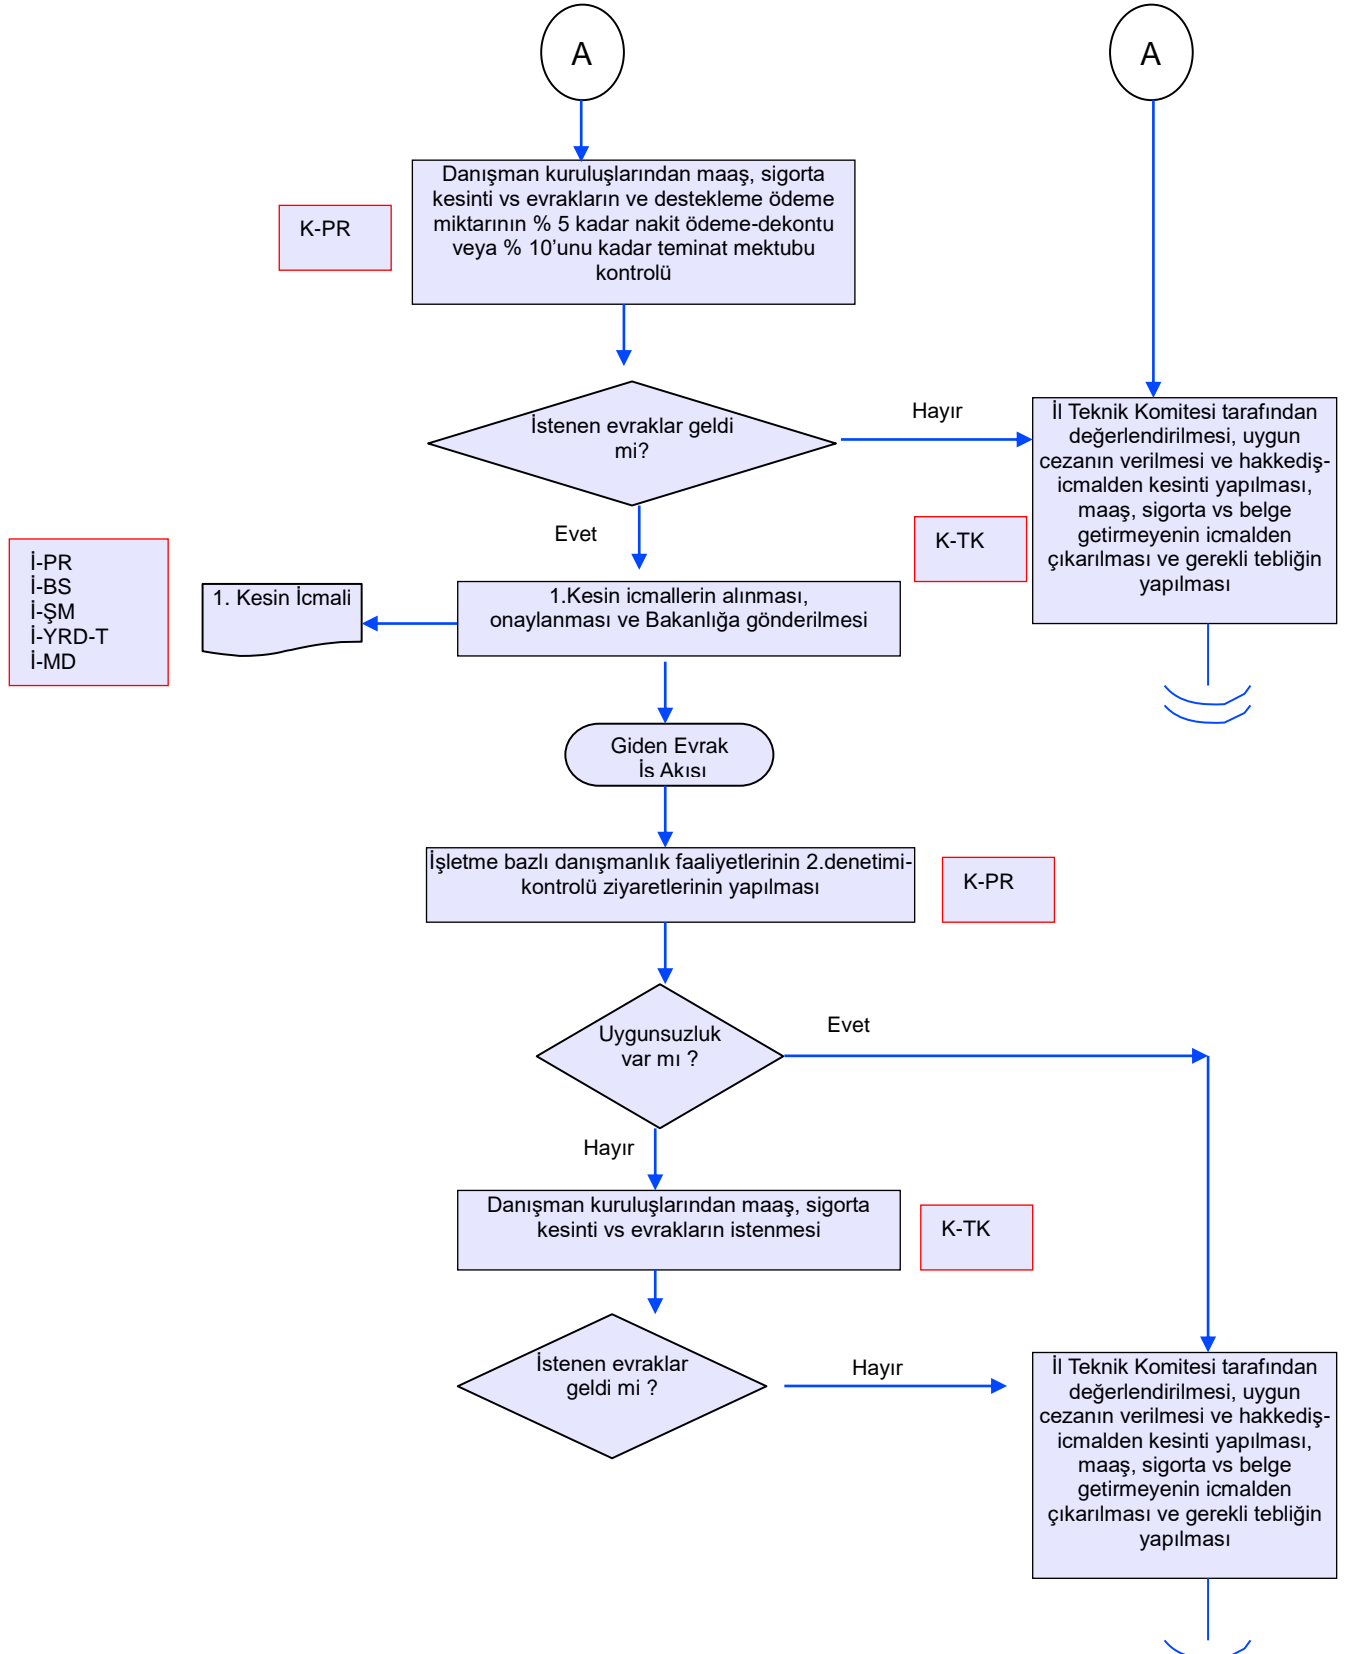 A
A
K-PR
Danışman kuruluşlarından maaş, sigorta
kesinti vs evrakların ve destekleme ödeme
miktarının % 5 kadar nakit ödeme-dekontu
veya % 10’unu kadar teminat mektubu
kontrolü
İstenen evraklar geldi
mi?
Hayır
İl Teknik Komitesi tarafından
değerlendirilmesi, uygun
cezanın verilmesi ve hakkediş-
icmalden kesinti yapılması,
maaş, sigorta vs belge
getirmeyenin icmalden
çıkarılması ve gerekli tebliğin
yapılması
K-TK
Evet
İ-PR
İ-BS
İ-ŞM
İ-YRD-T
İ-MD
1. Kesin İcmali
1.Kesin icmallerin alınması,
onaylanması ve Bakanlığa gönderilmesi
Giden Evrak
İş Akışı
İşletme bazlı danışmanlık faaliyetlerinin 2.denetimi-
kontrolü ziyaretlerinin yapılması
K-PR
Uygunsuzluk
var mı ?
Evet
Hayır
Danışman kuruluşlarından maaş, sigorta
kesinti vs evrakların istenmesi
K-TK
İstenen evraklar
geldi mi ?
Hayır
İl Teknik Komitesi tarafından
değerlendirilmesi, uygun
cezanın verilmesi ve hakkediş-
icmalden kesinti yapılması,
maaş, sigorta vs belge
getirmeyenin icmalden
çıkarılması ve gerekli tebliğin
yapılması